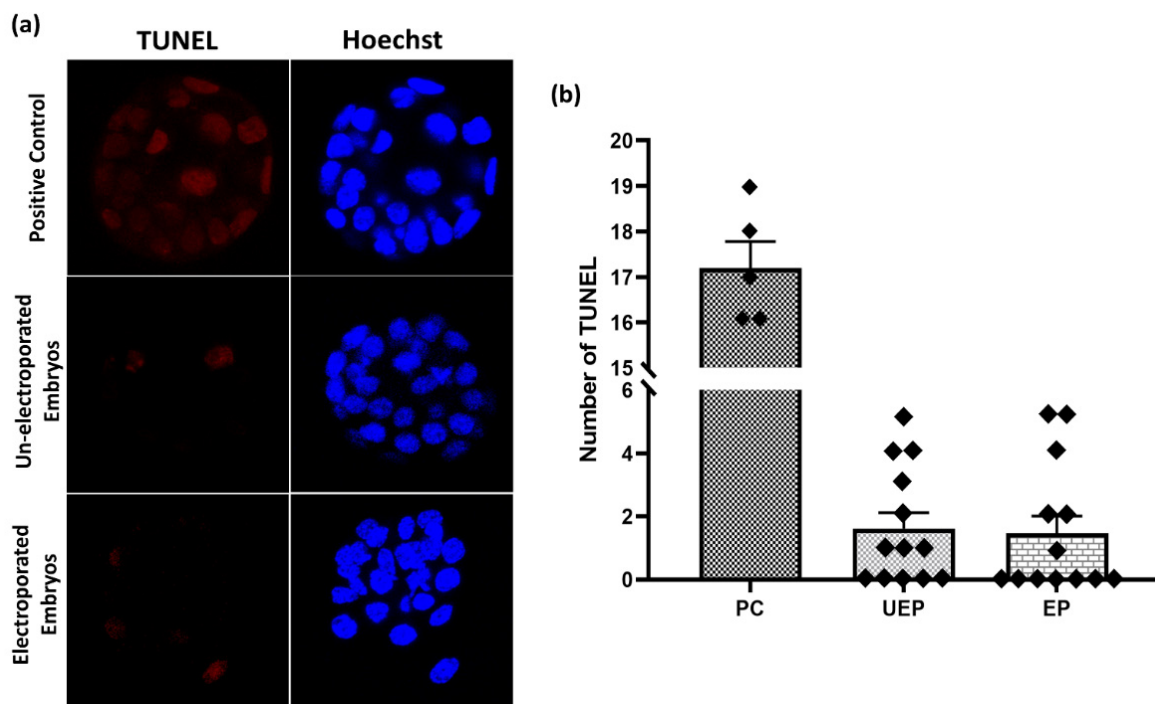 (a)
TUNEL Hoechst
Positive Control
Un-electroporated
Embryos
Electroporated
Embryos
(b)
Number of TUNEL
20
19
18
17
16
15
6
4
2
0
PC UEP EP